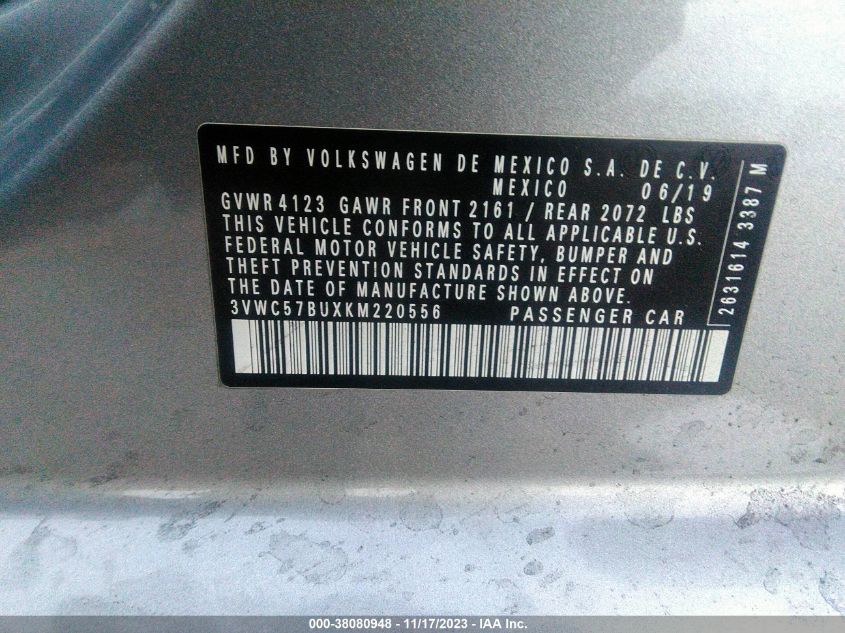 MFD BY VOLKSWAGEN DE MEXICO S.A. DE C.V.
MEXICO 06/19
GVWR 4123 GAWR FRONT 2161 / REAR 2072 LBS
THIS VEHICLE CONFORMS TO ALL APPLICABLE U.S.
FEDERAL MOTOR VEHICLE SAFETY, BUMPER AND
THEFT PREVENTION STANDARDS IN EFFECT ON
THE DATE OF MANUFACTURE SHOWN ABOVE.
3VWC57BUXKM220556 PASSENGER CAR
2631614 3387 M
000-38080948 - 11/17/2023 - IAA Inc.